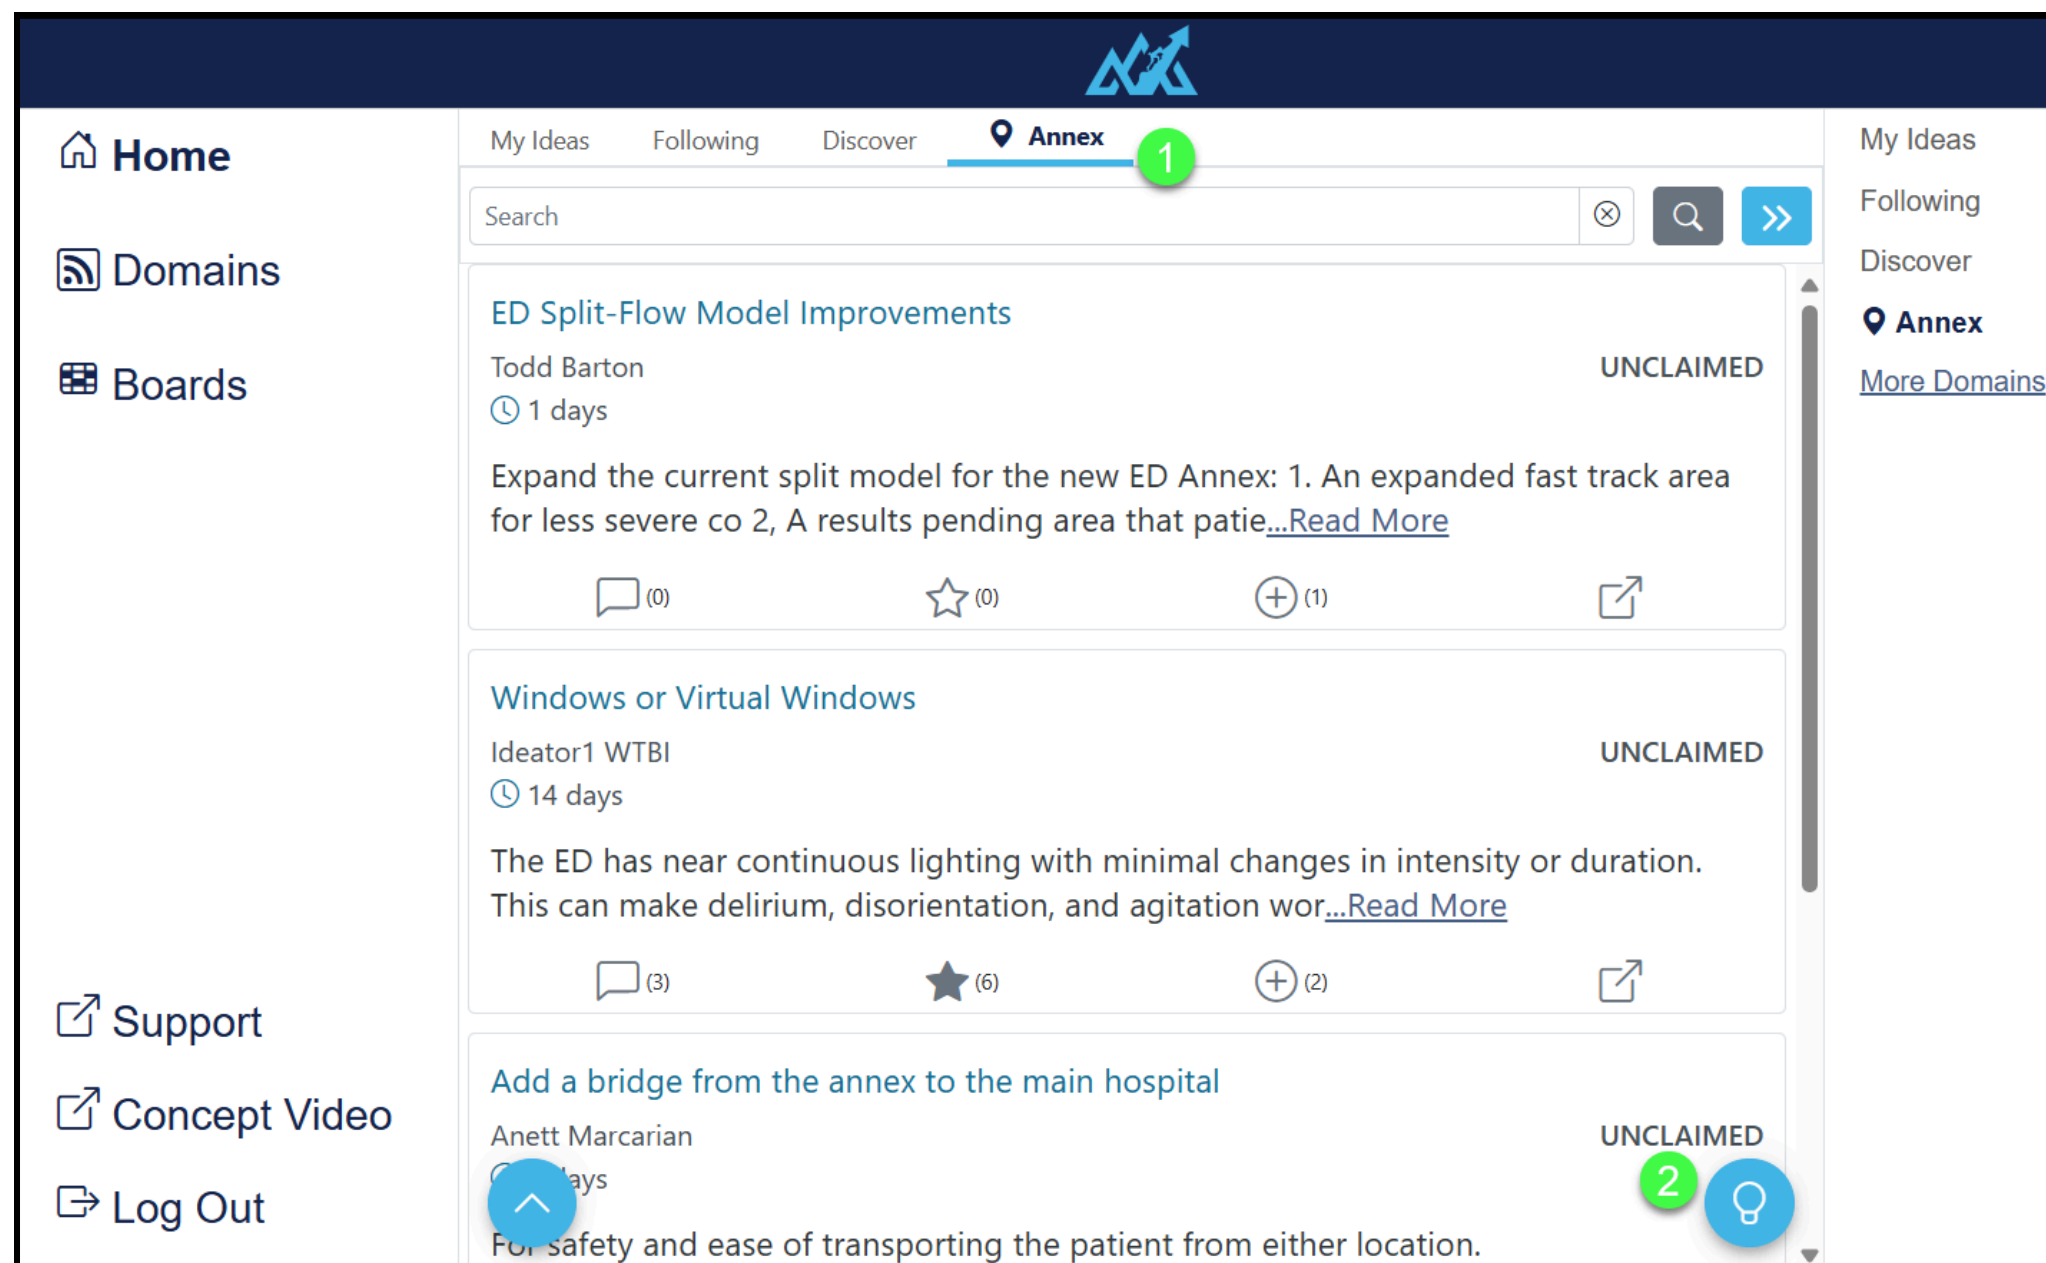 Home
Domains
Boards
Support
Concept Video
Log Out
My Ideas Following Discover Annex 1
Search
ED Split-Flow Model Improvements
Todd Barton UNCLAIMED
1 days
Expand the current split model for the new ED Annex: 1. An expanded fast track area
for less severe co 2, A results pending area that patie...Read More
(0) (0) (1)
Windows or Virtual Windows
Ideator1 WTBI UNCLAIMED
14 days
The ED has near continuous lighting with minimal changes in intensity or duration.
This can make delirium, disorientation, and agitation wor...Read More
(3) (6) (2)
Add a bridge from the annex to the main hospital
Anett Marcarian UNCLAIMED
2
For safety and ease of transporting the patient from either location.
My Ideas
Following
Discover
Annex
More Domains